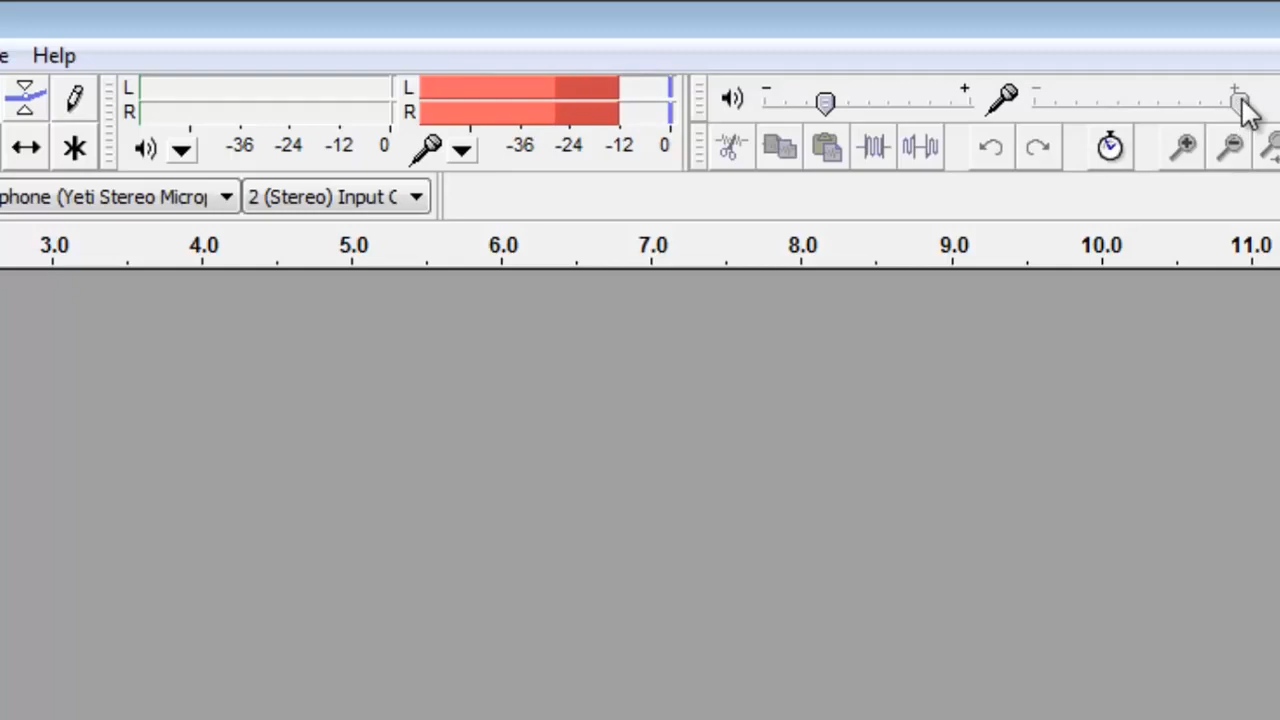 e Help
L L - + - +
R R
-36 -24 -12 0 -36 -24 -12 0
phone (Yeti Stereo Microp 2 (Stereo) Input C
3.0 4.0 5.0 6.0 7.0 8.0 9.0 10.0 11.0